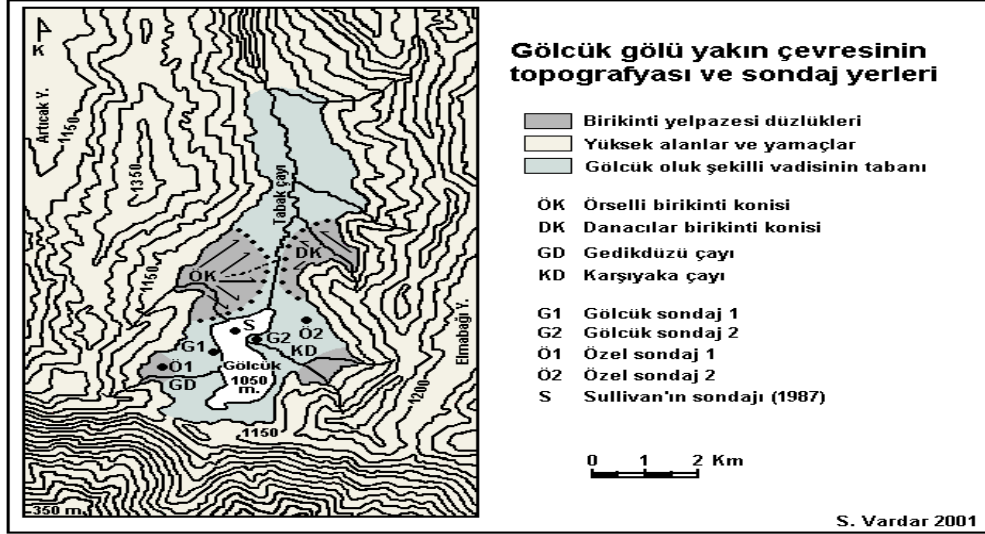 K
Artıcak Y.
1150
1350
1150
Tabak çayı
ÖK
DK
S
G2
Ö2
G1
KD
Ö1
Gölcük
1050
m.
GD
1150
1200
Elmabağı Y.
350 m.
Gölcük gölü yakın çevresinin
topografyası ve sondaj yerleri
Birikinti yelpazesi düzlükleri
Yüksek alanlar ve yamaçlar
Gölcük oluk şekilli vadisinin tabanı
ÖK Örselli birikinti konisi
DK Danacılar birikinti konisi
GD Gedikdüzü çayı
KD Karşıyaka çayı
G1 Gölcük sondaj 1
G2 Gölcük sondaj 2
Ö1 Özel sondaj 1
Ö2 Özel sondaj 2
S Sullivan'ın sondajı (1987)
0 1 2 Km
S. Vardar 2001